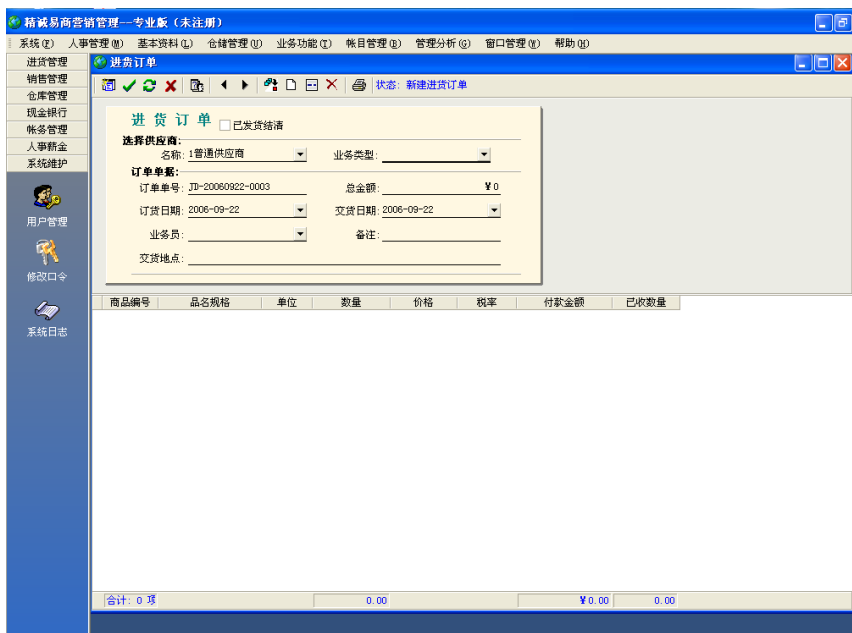 精诚易商营销管理--专业版（未注册）
系统(F) 人事管理(M) 基本资料(L) 仓储管理(U) 业务功能(T) 帐目管理(B) 管理分析(G) 窗口管理(W) 帮助(H)
进货管理
销售管理
仓库管理
现金银行
帐务管理
人事薪金
系统维护
用户管理
修改口令
系统日志
进货订单
状态: 新建进货订单
进 货 订 单 已发货结清
选择供应商:
名称: 1普通供应商 业务类型:
订单单据:
订单单号: JD-20060922-0003 总金额: ¥0
订货日期: 2006-09-22 交货日期: 2006-09-22
业务员: 备注:
交货地点:
商品编号 品名规格 单位 数量 价格 税率 付款金额 已收数量
合计: 0 项 0.00 ¥0.00 0.00